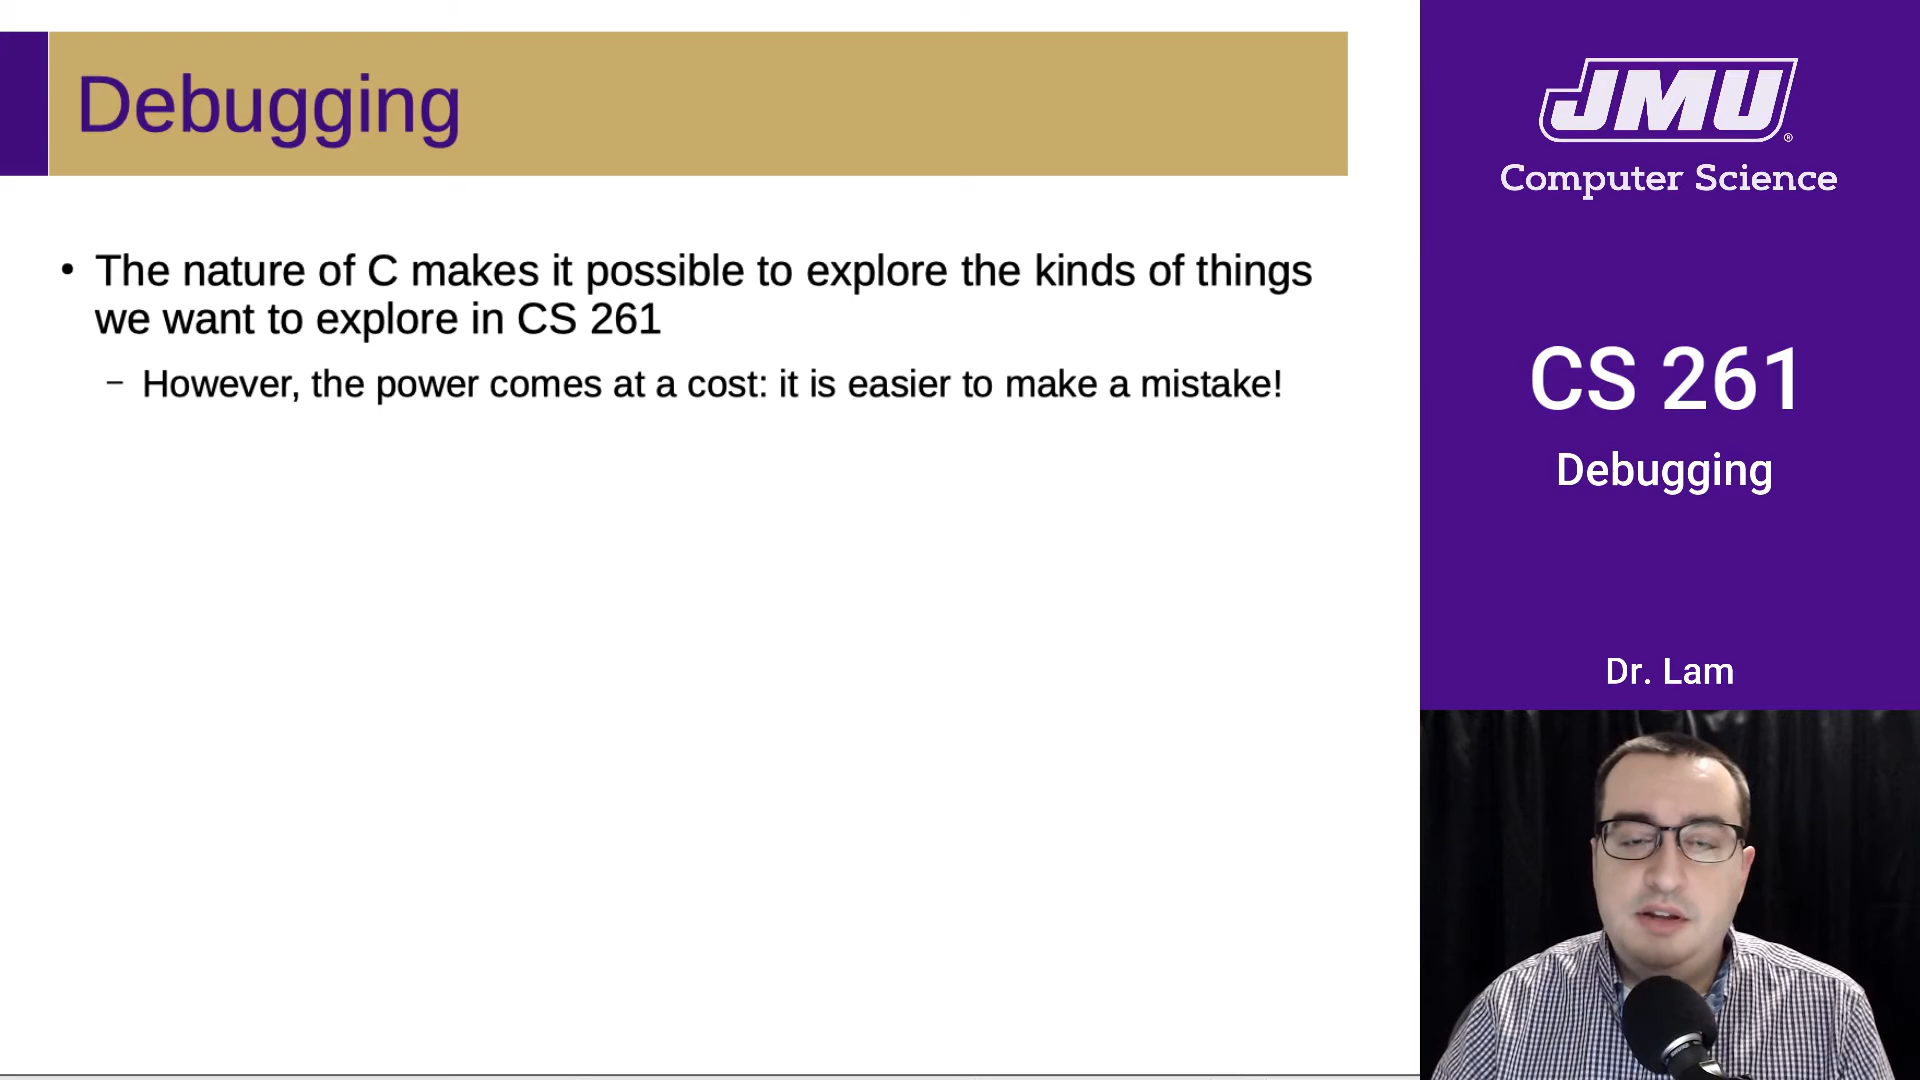 Debugging
• The nature of C makes it possible to explore the kinds of things
we want to explore in CS 261
– However, the power comes at a cost: it is easier to make a mistake!
JMU®
Computer Science
CS 261
Debugging
Dr. Lam